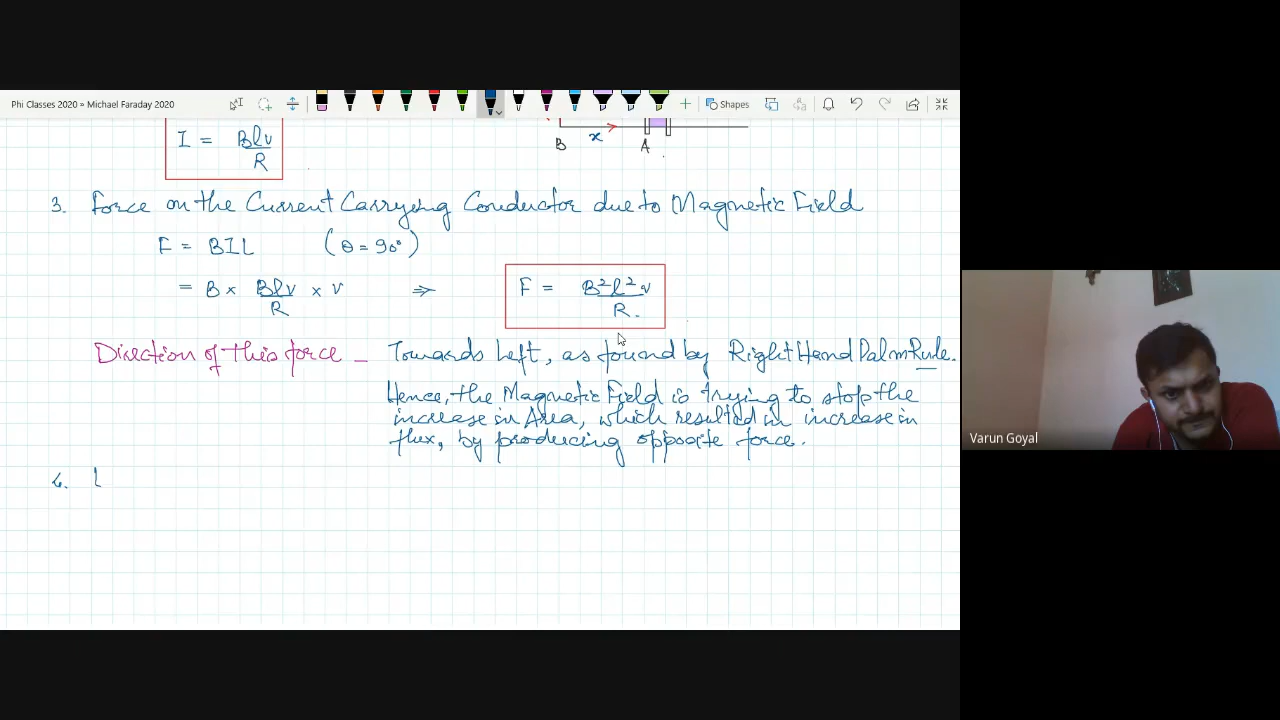 Phi Classes 2020 » Michael Faraday 2020
Shapes
I = Blv
R
B x A
3. Force on the Current Carrying Conductor due to Magnetic Field
F = BIL (θ = 90°)
= B × Blv/R × v ⇒ F = B²l²v/R.
Direction of this force – Towards Left, as found by Right Hand Palm Rule.
Hence, the Magnetic Field is trying to stop the
increase in Area, which resulted in increase in
flux, by producing opposite force.
Varun Goyal